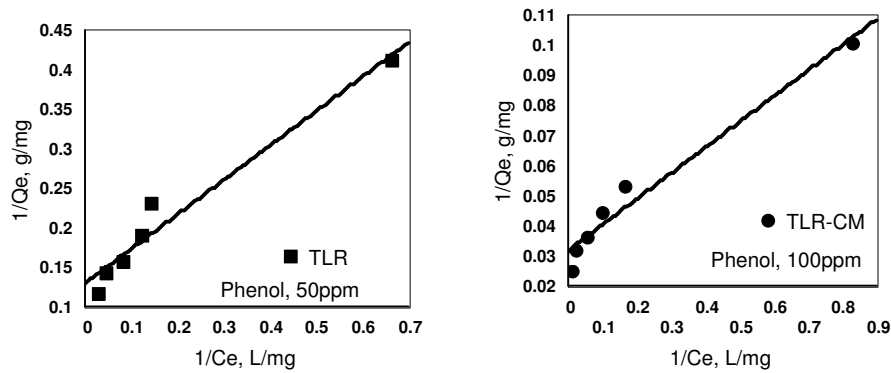 0.45
0.4
0.35
0.3
0.25
0.2
0.15
0.1
1/Qe, g/mg
TLR
Phenol, 50ppm
0 0.1 0.2 0.3 0.4 0.5 0.6 0.7
1/Ce, L/mg
0.11
0.1
0.09
0.08
0.07
0.06
0.05
0.04
0.03
0.02
1/Qe, g/mg
TLR-CM
Phenol, 100ppm
0 0.1 0.2 0.3 0.4 0.5 0.6 0.7 0.8 0.9
1/Ce, L/mg